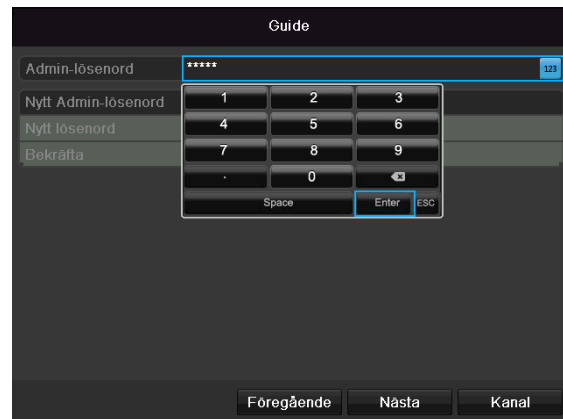 Guide
Admin-lösenord *****
123
Nytt Admin-lösenord
Nytt lösenord
Bekräfta
1 2 3
4 5 6
7 8 9
. 0
Space Enter ESC
Föregående Nästa Kanal